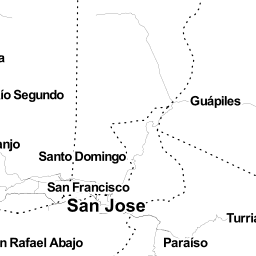 a
ío Segundo
Guápiles
anjo
Santo Domingo
San Francisco
San Jose
Turria
n Rafael Abajo
Paraíso